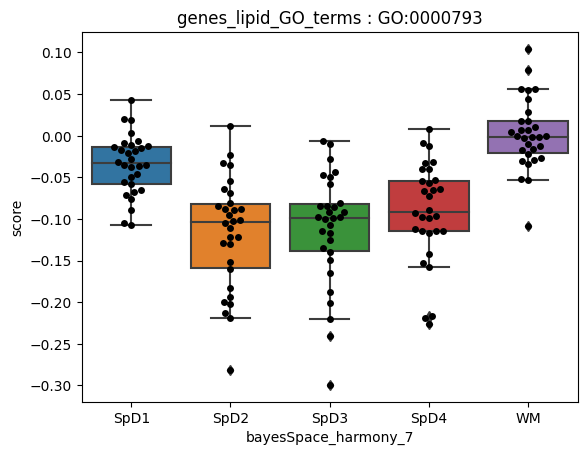 genes_lipid_GO_terms : GO:0000793
0.10
0.05
0.00
−0.05
−0.10
−0.15
−0.20
−0.25
−0.30
score
SpD1 SpD2 SpD3 SpD4 WM
bayesSpace_harmony_7